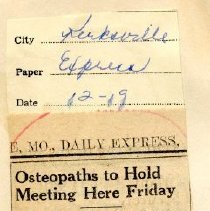 City Kirksville
Paper Express
Date 12-19
E, MO., DAILY EXPRESS,
Osteopaths to Hold
Meeting Here Friday